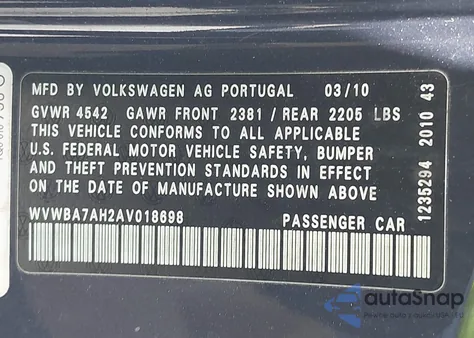 MFD BY VOLKSWAGEN AG PORTUGAL 03/10
GVWR 4542 GAWR FRONT 2381 / REAR 2205 LBS
THIS VEHICLE CONFORMS TO ALL APPLICABLE
U.S. FEDERAL MOTOR VEHICLE SAFETY, BUMPER
AND THEFT PREVENTION STANDARDS IN EFFECT
ON THE DATE OF MANUFACTURE SHOWN ABOVE.
WVWBA7AH2AV018698 PASSENGER CAR
1235294 2010 43
autoSnap